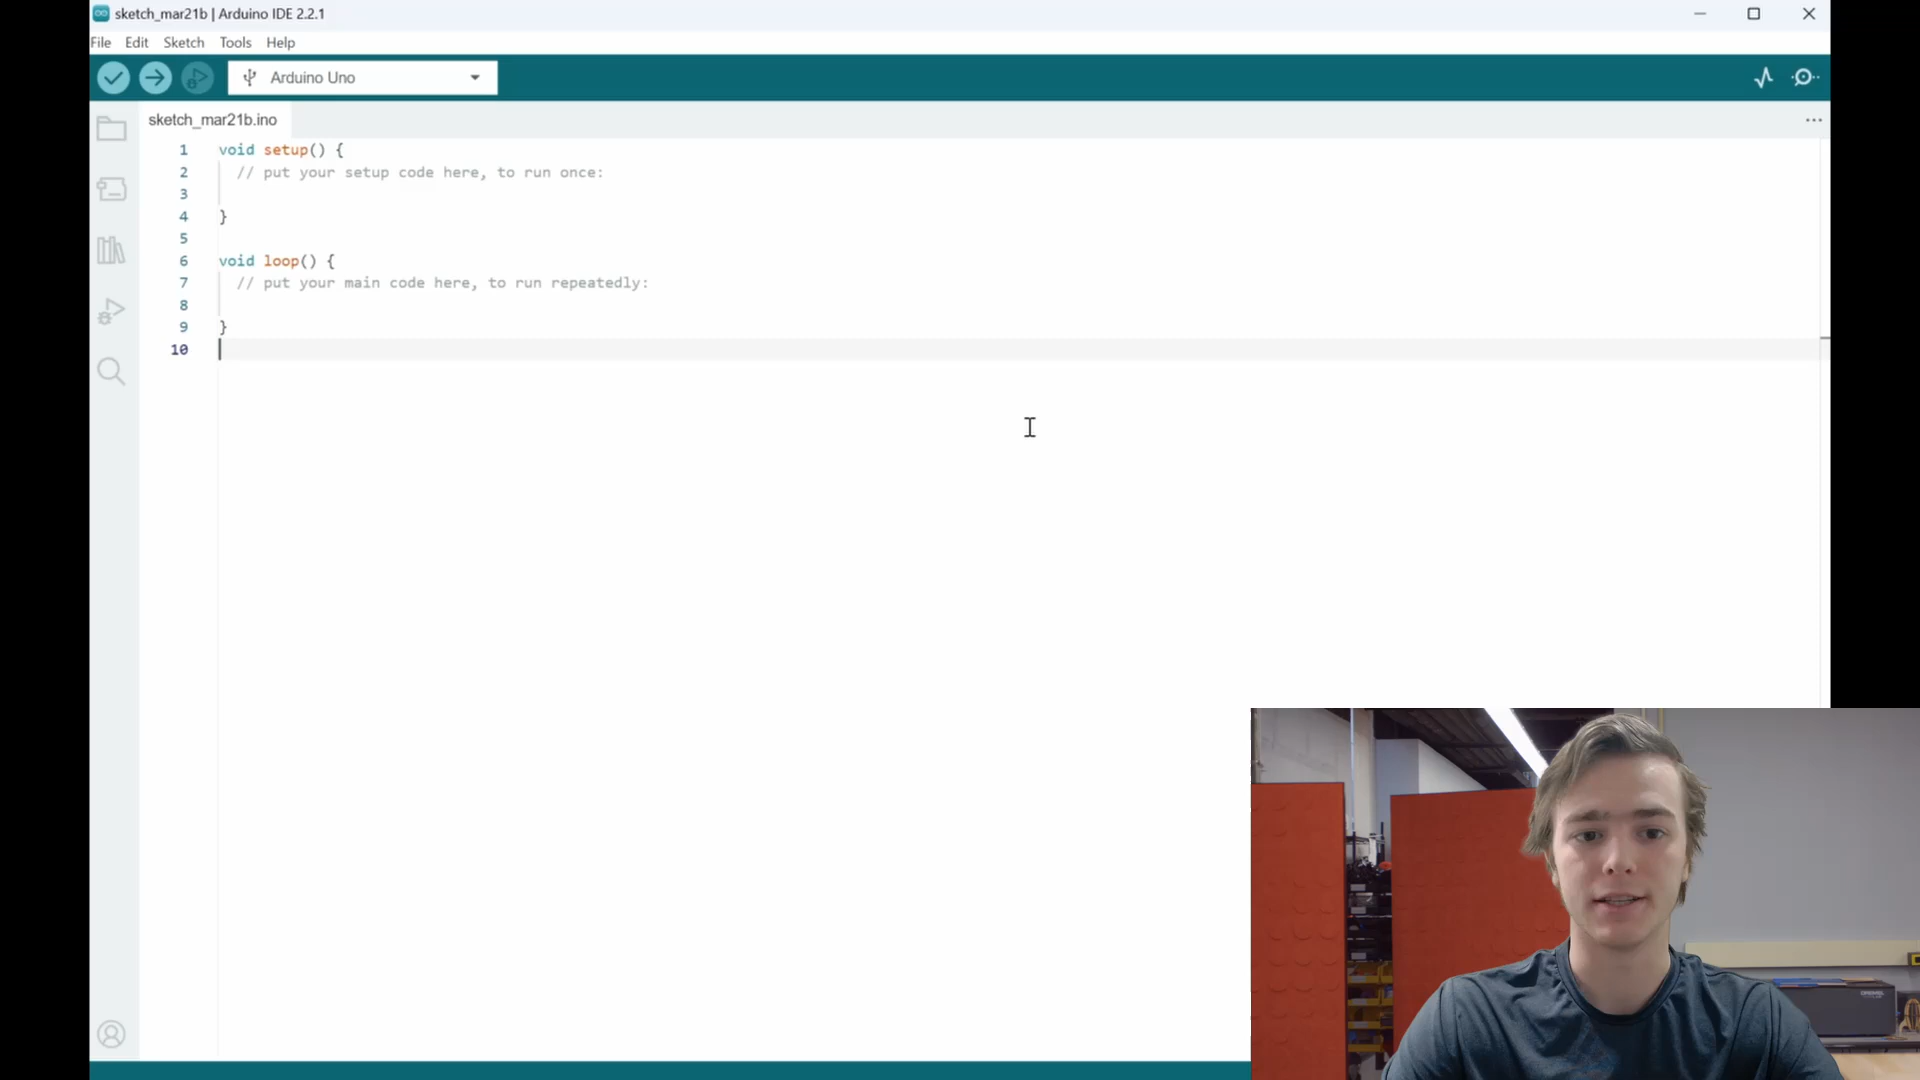 sketch_mar21b | Arduino IDE 2.2.1
File Edit Sketch Tools Help
Arduino Uno
sketch_mar21b.ino
1 void setup() {
2 // put your setup code here, to run once:
3
4 }
5
6 void loop() {
7 // put your main code here, to run repeatedly:
8
9 }
10